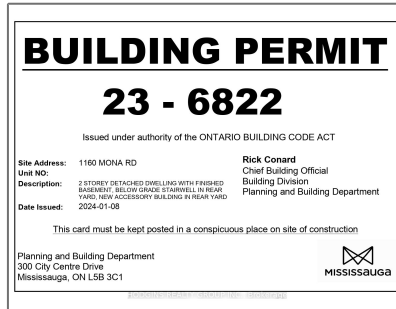 BUILDING PERMIT
23 - 6822
Issued under authority of the ONTARIO BUILDING CODE ACT
Site Address: 1160 MONA RD
Unit NO:
Description: 2 STOREY DETACHED DWELLING WITH FINISHED
BASEMENT, BELOW GRADE STAIRWELL IN REAR
YARD, NEW ACCESSORY BUILDING IN REAR YARD
Date Issued: 2024-01-08
Rick Conard
Chief Building Official
Building Division
Planning and Building Department
This card must be kept posted in a conspicuous place on site of construction
Planning and Building Department
300 City Centre Drive
Mississauga, ON L5B 3C1
MISSISSAUGA